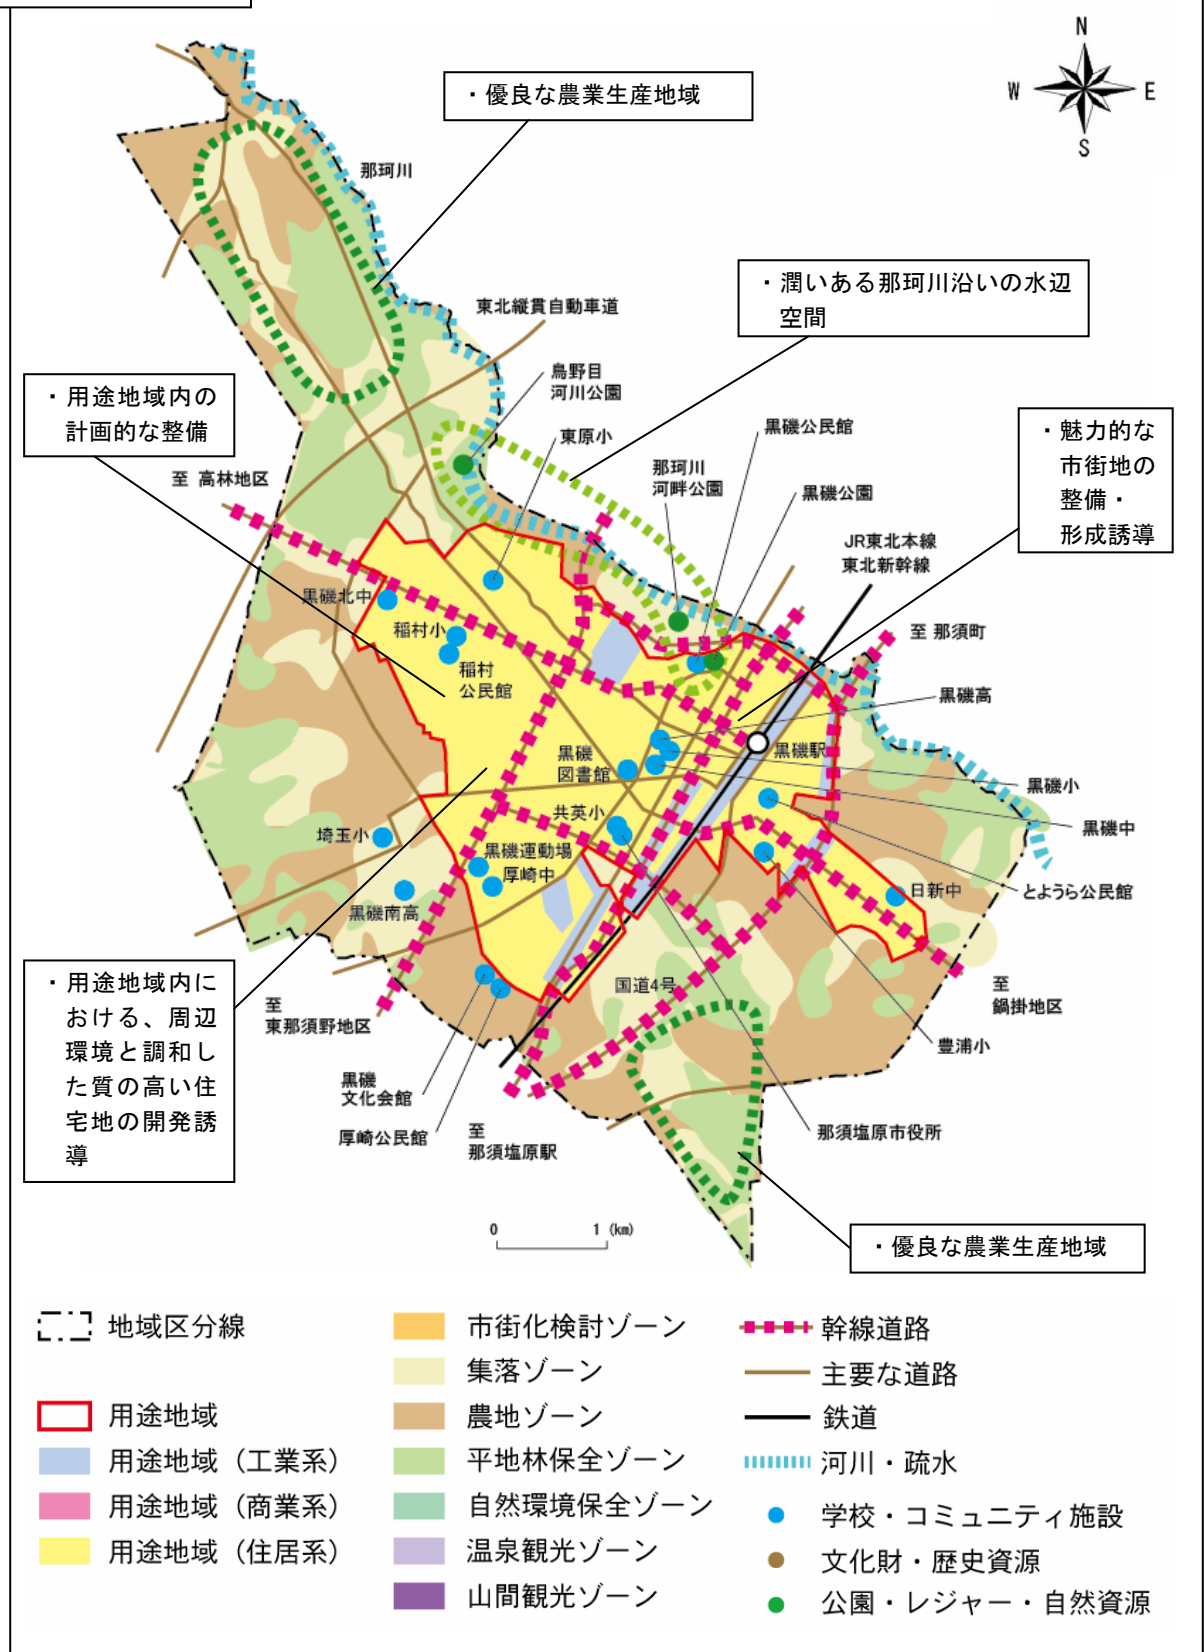 N
W
E
S
・優良な農業生産地域
那珂川
・潤いある那珂川沿いの水辺
空間
東北縦貫自動車道
鳥野目
河川公園
・用途地域内の
計画的な整備
東原小
黒磯公民館
・魅力的な
市街地の
整備・
形成誘導
至 高林地区
那珂川
河畔公園
黒磯公園
JR東北本線
東北新幹線
黒磯北中
稲村小
至 那須町
稲村
公民館
黒磯高
黒磯
図書館
黒磯駅
黒磯小
共英小
黒磯中
埼玉小
黒磯運動場
厚崎中
日新中
とようら公民館
黒磯南高
・用途地域内に
おける、周辺
環境と調和し
た質の高い住
宅地の開発誘
導
国道4号
至
東那須野地区
至
鍋掛地区
豊浦小
黒磯
文化会館
厚崎公民館
至
那須塩原駅
那須塩原市役所
0 1 (km)
・優良な農業生産地域
地域区分線
用途地域
用途地域（工業系）
用途地域（商業系）
用途地域（住居系）
市街化検討ゾーン
集落ゾーン
農地ゾーン
平地林保全ゾーン
自然環境保全ゾーン
温泉観光ゾーン
山間観光ゾーン
幹線道路
主要な道路
鉄道
河川・疏水
学校・コミュニティ施設
文化財・歴史資源
公園・レジャー・自然資源